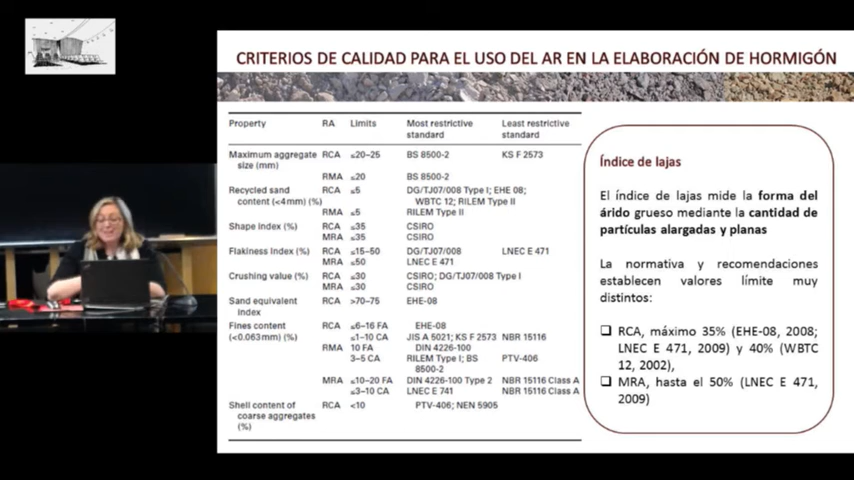 CRITERIOS DE CALIDAD PARA EL USO DEL AR EN LA ELABORACIÓN DE HORMIGÓN
Property RA Limits Most restrictive standard Least restrictive standard
Maximum aggregate size (mm) RCA ≤20–25 BS 8500-2 KS F 2573
RMA ≤20 BS 8500-2
Recycled sand content (<4mm) (%) RCA ≤5 DG/TJ07/008 Type I; EHE 08; WBTC 12; RILEM Type II
RMA ≤5 RILEM Type II
Shape index (%) RCA ≤35 CSIRO
MRA ≤35 CSIRO
Flakiness Index (%) RCA ≤15–50 DG/TJ07/008 LNEC E 471
MRA ≤50 LNEC E 471
Crushing value (%) RCA ≤30 CSIRO; DG/TJ07/008 Type I
MRA ≤30 CSIRO
Sand equivalent index RCA >70–75 EHE-08
Fines content (<0.063mm) (%) RCA ≤6–16 FA EHE-08
≤1–10 CA JIS A 5021; KS F 2573 NBR 15116
RMA 10 FA DIN 4226-100
3–5 CA RILEM Type I; BS 8500-2 PTV-406
MRA ≤10–20 FA DIN 4226-100 Type 2 NBR 15116 Class A
≤3–10 CA LNEC E 741 NBR 15116 Class A
Shell content of coarse aggregates (%) RCA <10 PTV-406; NEN 5905
Índice de lajas
El índice de lajas mide la forma del
árido grueso mediante la cantidad de
partículas alargadas y planas
La normativa y recomendaciones
establecen valores límite muy
distintos:
❑ RCA, máximo 35% (EHE-08, 2008;
LNEC E 471, 2009) y 40% (WBTC
12, 2002),
❑ MRA, hasta el 50% (LNEC E 471,
2009)